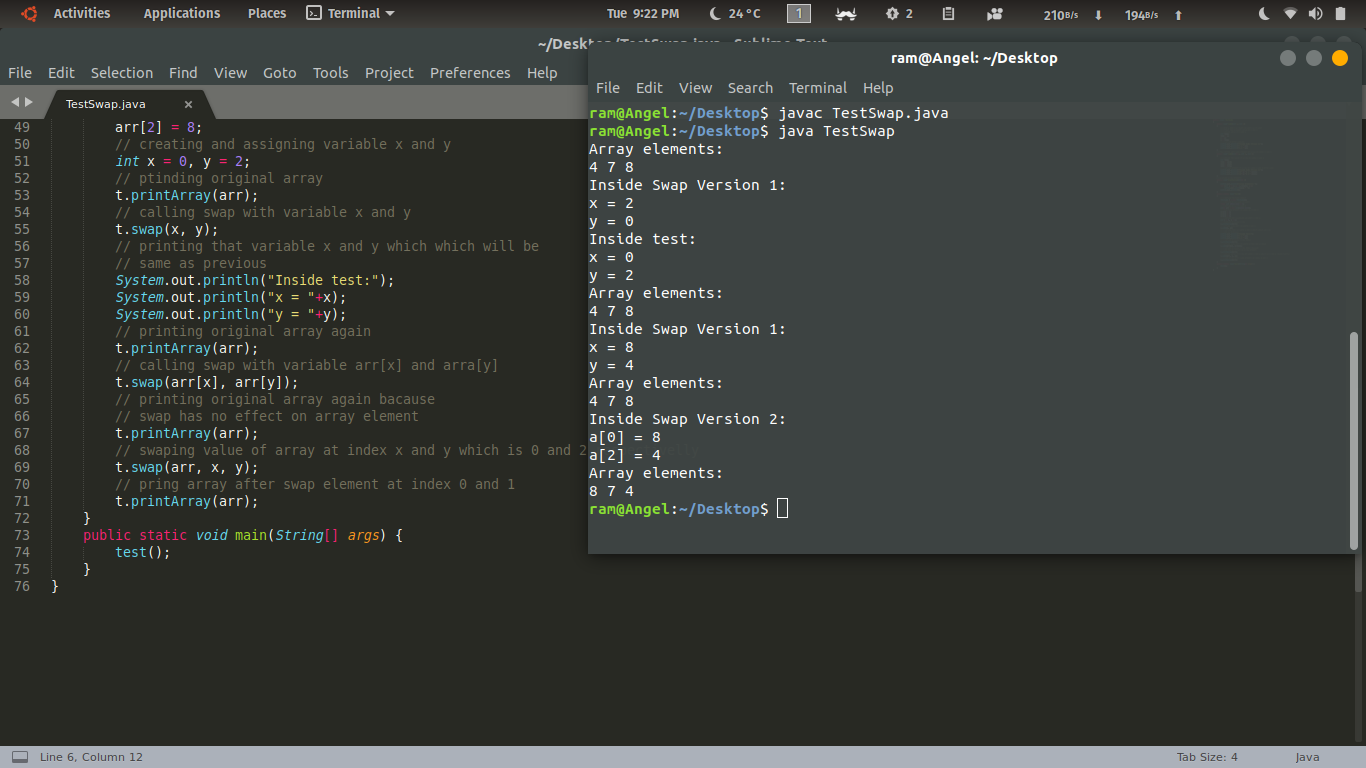 Activities Applications Places Terminal Tue 9:22 PM 24 °C 1 2 210B/s 194B/s
File Edit Selection Find View Goto Tools Project Preferences Help
TestSwap.java
49 arr[2] = 8;
50 // creating and assigning variable x and y
51 int x = 0, y = 2;
52 // ptinding original array
53 t.printArray(arr);
54 // calling swap with variable x and y
55 t.swap(x, y);
56 // printing that variable x and y which which will be
57 // same as previous
58 System.out.println("Inside test:");
59 System.out.println("x = "+x);
60 System.out.println("y = "+y);
61 // printing original array again
62 t.printArray(arr);
63 // calling swap with variable arr[x] and arra[y]
64 t.swap(arr[x], arr[y]);
65 // printing original array again bacause
66 // swap has no effect on array element
67 t.printArray(arr);
68 // swaping value of array at index x and y which is 0 and 2
69 t.swap(arr, x, y);
70 // pring array after swap element at index 0 and 1
71 t.printArray(arr);
72 }
73 public static void main(String[] args) {
74 test();
75 }
76 }
ram@Angel: ~/Desktop
File Edit View Search Terminal Help
ram@Angel:~/Desktop$ javac TestSwap.java
ram@Angel:~/Desktop$ java TestSwap
Array elements:
4 7 8
Inside Swap Version 1:
x = 2
y = 0
Inside test:
x = 0
y = 2
Array elements:
4 7 8
Inside Swap Version 1:
x = 8
y = 4
Array elements:
4 7 8
Inside Swap Version 2:
a[0] = 8
a[2] = 4
Array elements:
8 7 4
ram@Angel:~/Desktop$
Line 6, Column 12 Tab Size: 4 Java